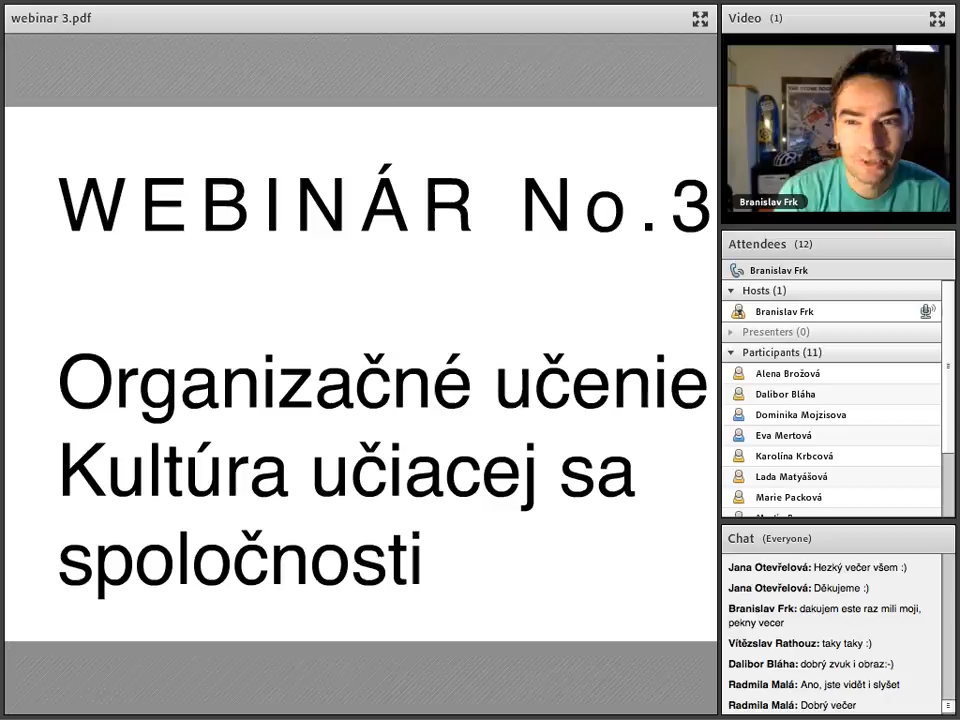 webinar 3.pdf
WEBINÁR No.3
Organizačné učenie
Kultúra učiacej sa
spoločnosti
Video (1)
Branislav Frk
Attendees (12)
Branislav Frk
Hosts (1)
Branislav Frk
Presenters (0)
Participants (11)
Alena Brožová
Dalibor Bláha
Dominika Mojzisova
Eva Mertová
Karolína Krbcová
Lada Matyášová
Marie Packová
Chat (Everyone)
Jana Otevřelová: Hezký večer všem :)
Jana Otevřelová: Děkujeme :)
Branislav Frk: dakujem este raz mili moji,
pekny vecer
Vítězslav Rathouz: taky taky :)
Dalibor Bláha: dobrý zvuk i obraz:-)
Radmila Malá: Ano, jste vidět i slyšet
Radmila Malá: Dobrý večer